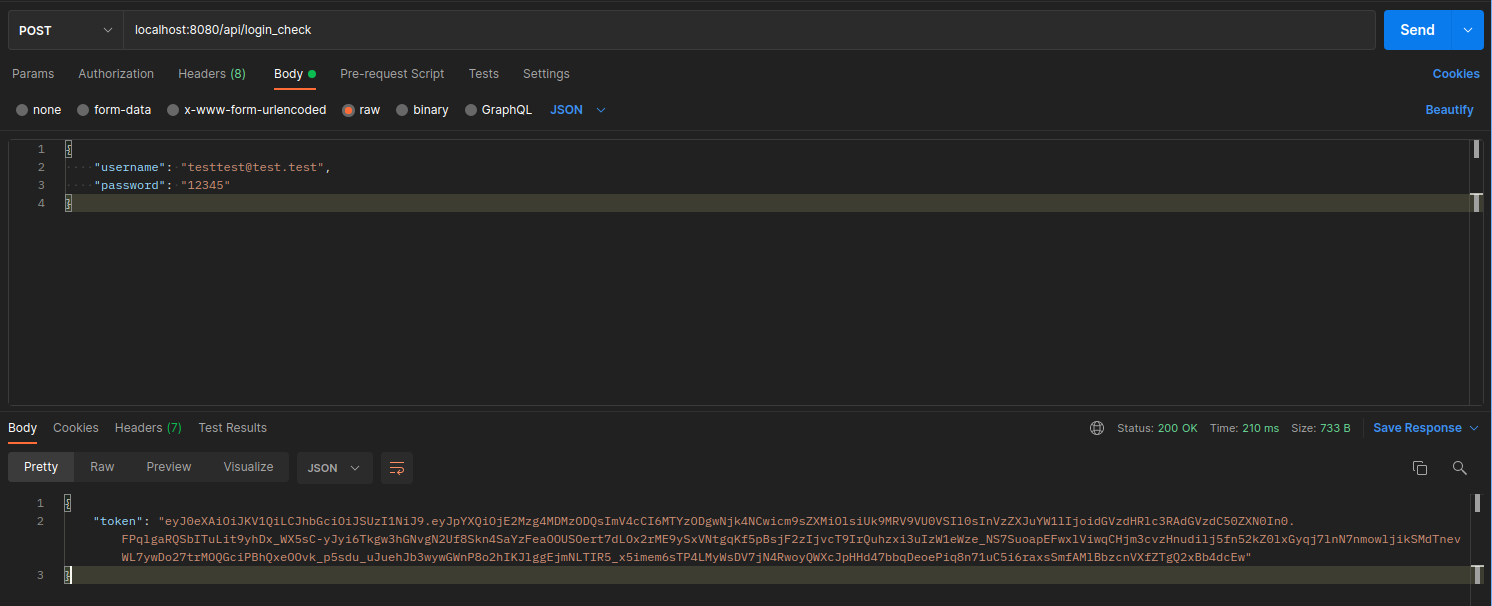 POST localhost:8080/api/login_check Send
Params Authorization Headers (8) Body Pre-request Script Tests Settings Cookies
none form-data x-www-form-urlencoded raw binary GraphQL JSON Beautify
1 {
2 "username": "testtest@test.test",
3 "password": "12345"
4 }
Body Cookies Headers (7) Test Results Status: 200 OK Time: 210 ms Size: 733 B Save Response
Pretty Raw Preview Visualize JSON
1 {
2 "token": "eyJ0eXAiOiJKV1QiLCJhbGciOiJSUzI1NiJ9.eyJpYXQiOjE2Mzg4MDMzODQsImV4cCI6MTYzODgwNjk4NCwicm9sZXMiOlsiUk9MRV9VU0VSIl0sInVzZXJuYW1lIjoidGVzdHRlc3RAdGVzdC50ZXN0In0.
FPqlgaRQSbITuLit9yhDx_WX5sC-yJyi6Tkgw3hGNvgN2Uf8Skn4SaYzFeaOOUSOert7dLOx2rME9ySxVNtgqKf5pBsjF2zIjvcT9IrQuhzxi3uIzW1eWze_NS7SuoapEFwxlViwqCHjm3cvzHnudilj5fn52kZ0lxGyqj7lnN7nmowljikSMdTnev
WL7ywDo27trMOQGciPBhQxeOOvk_p5sdu_uJuehJb3wywGWnP8o2hIKJlggEjmNLTIR5_x5imem6sTP4LMyWsDV7jN4RwoyQWXcJpHHd47bbqDeoePiq8n71uC5i6raxsSmfAMlBbzcnVXfZTgQ2xBb4dcEw"
3 }